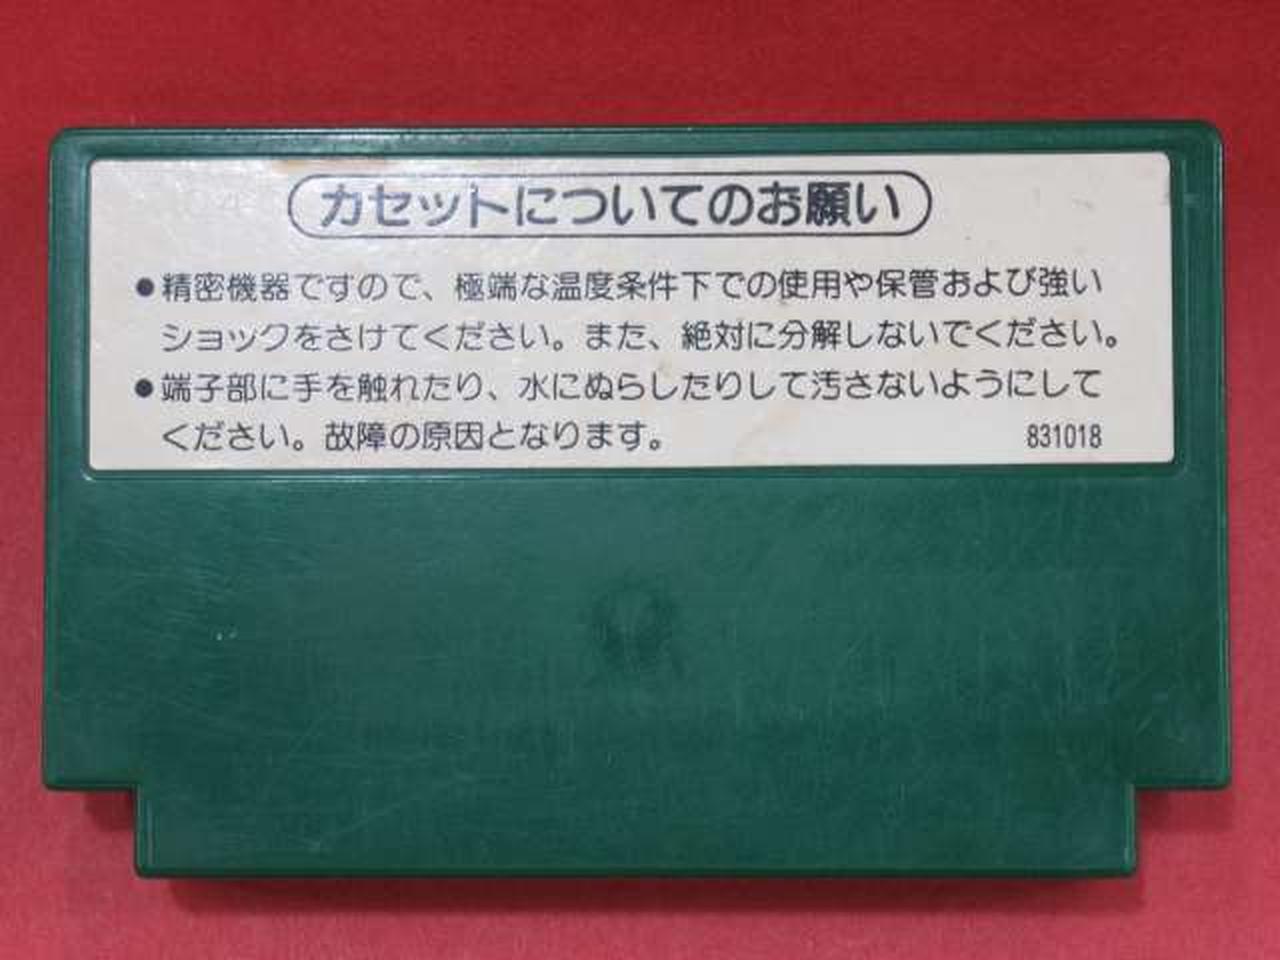 カセットについてのお願い
●精密機器ですので、極端な温度条件下での使用や保管および強い
ショックをさけてください。また、絶対に分解しないでください。
●端子部に手を触れたり、水にぬらしたりして汚さないようにして
ください。故障の原因となります。 831018